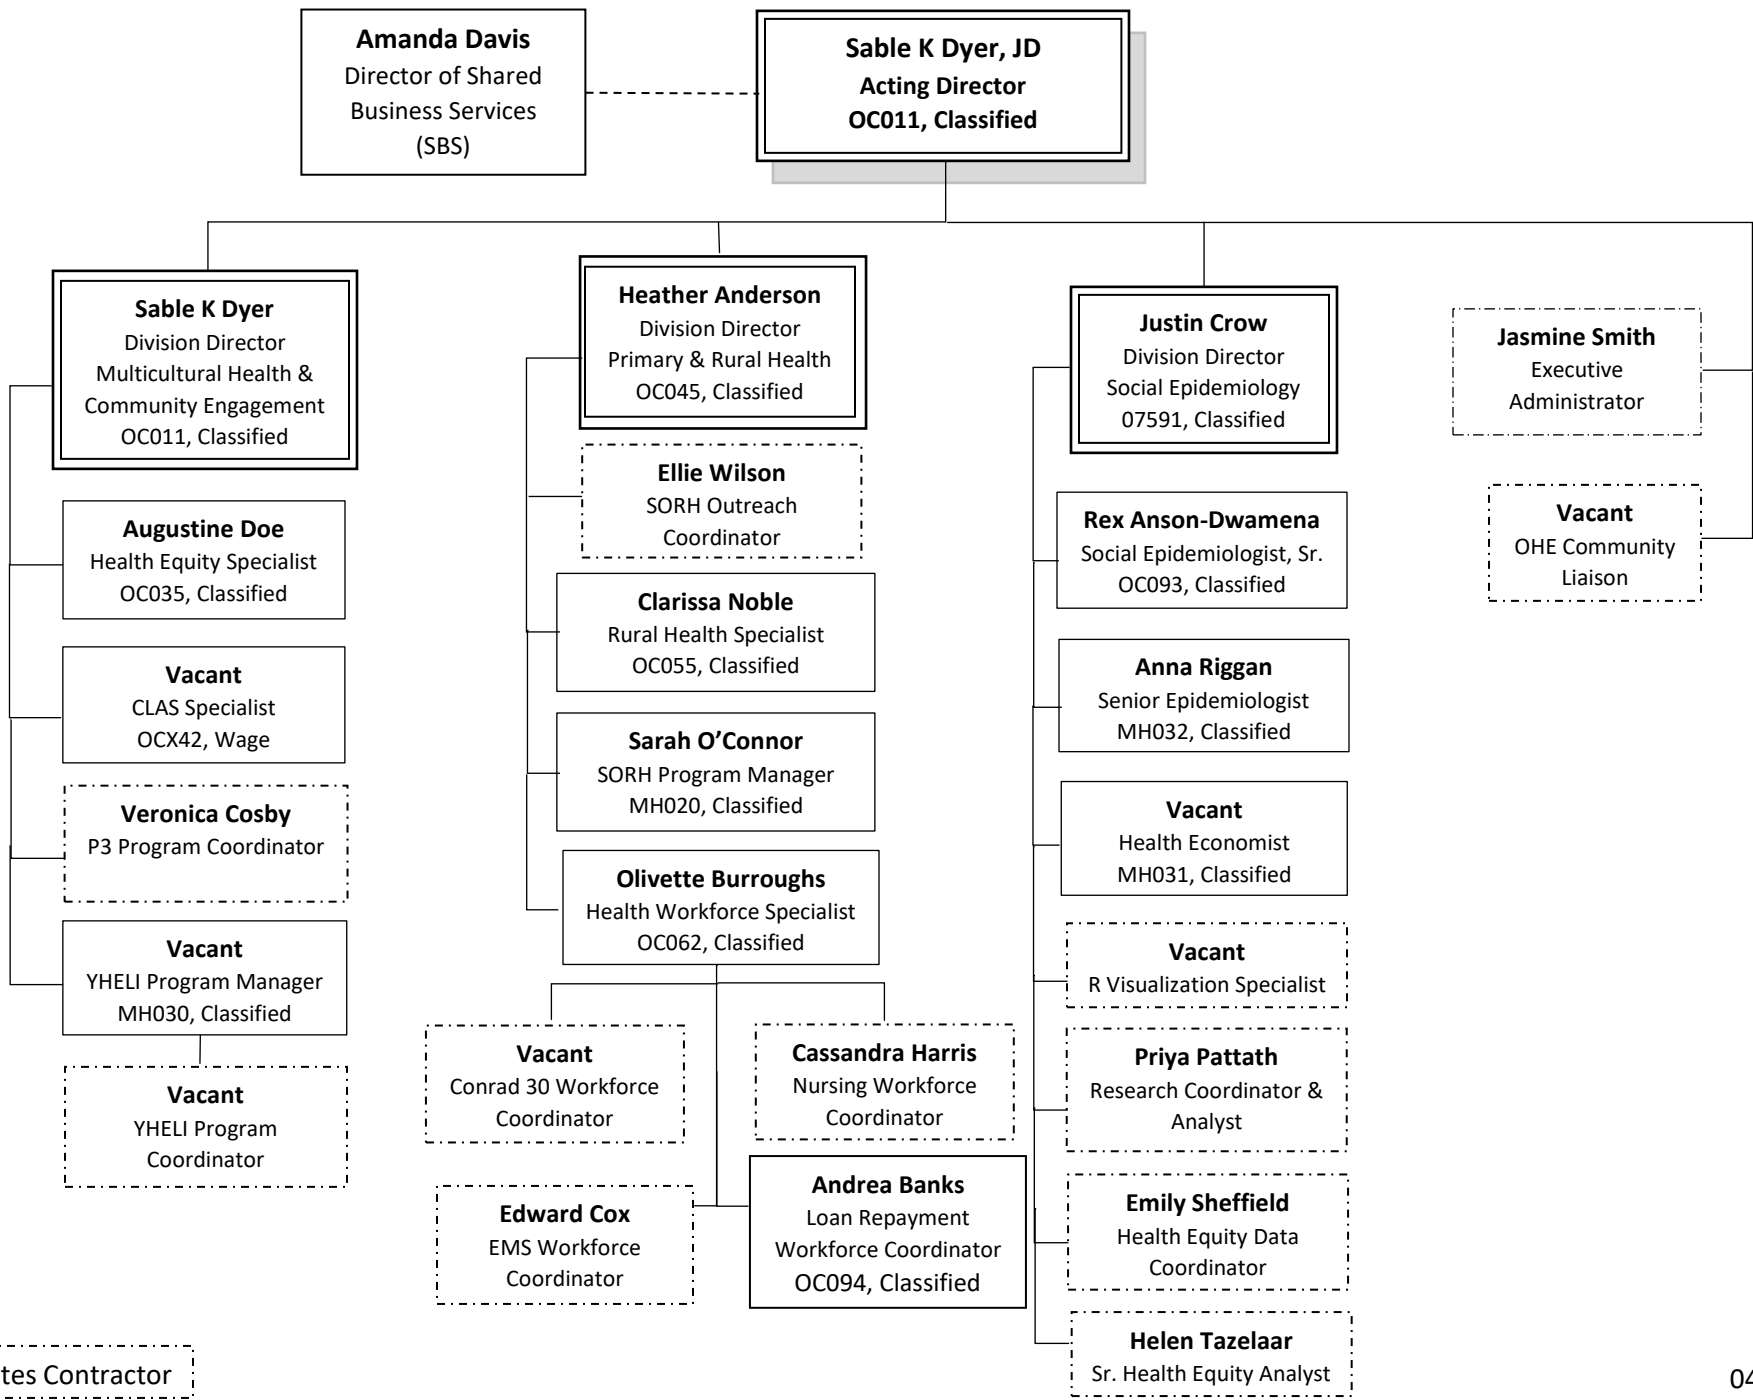 Amanda Davis
Director of Shared
Business Services
(SBS)
Sable K Dyer, JD
Acting Director
OC011, Classified
Sable K Dyer
Division Director
Multicultural Health &
Community Engagement
OC011, Classified
Augustine Doe
Health Equity Specialist
OC035, Classified
Vacant
CLAS Specialist
OCX42, Wage
Veronica Cosby
P3 Program Coordinator
Vacant
YHELI Program Manager
MH030, Classified
Vacant
YHELI Program
Coordinator
Heather Anderson
Division Director
Primary & Rural Health
OC045, Classified
Ellie Wilson
SORH Outreach
Coordinator
Clarissa Noble
Rural Health Specialist
OC055, Classified
Sarah O’Connor
SORH Program Manager
MH020, Classified
Olivette Burroughs
Health Workforce Specialist
OC062, Classified
Vacant
Conrad 30 Workforce
Coordinator
Cassandra Harris
Nursing Workforce
Coordinator
Edward Cox
EMS Workforce
Coordinator
Andrea Banks
Loan Repayment
Workforce Coordinator
OC094, Classified
Justin Crow
Division Director
Social Epidemiology
07591, Classified
Rex Anson-Dwamena
Social Epidemiologist, Sr.
OC093, Classified
Anna Riggan
Senior Epidemiologist
MH032, Classified
Vacant
Health Economist
MH031, Classified
Vacant
R Visualization Specialist
Priya Pattath
Research Coordinator &
Analyst
Emily Sheffield
Health Equity Data
Coordinator
Helen Tazelaar
Sr. Health Equity Analyst
Jasmine Smith
Executive
Administrator
Vacant
OHE Community
Liaison
tes Contractor
04